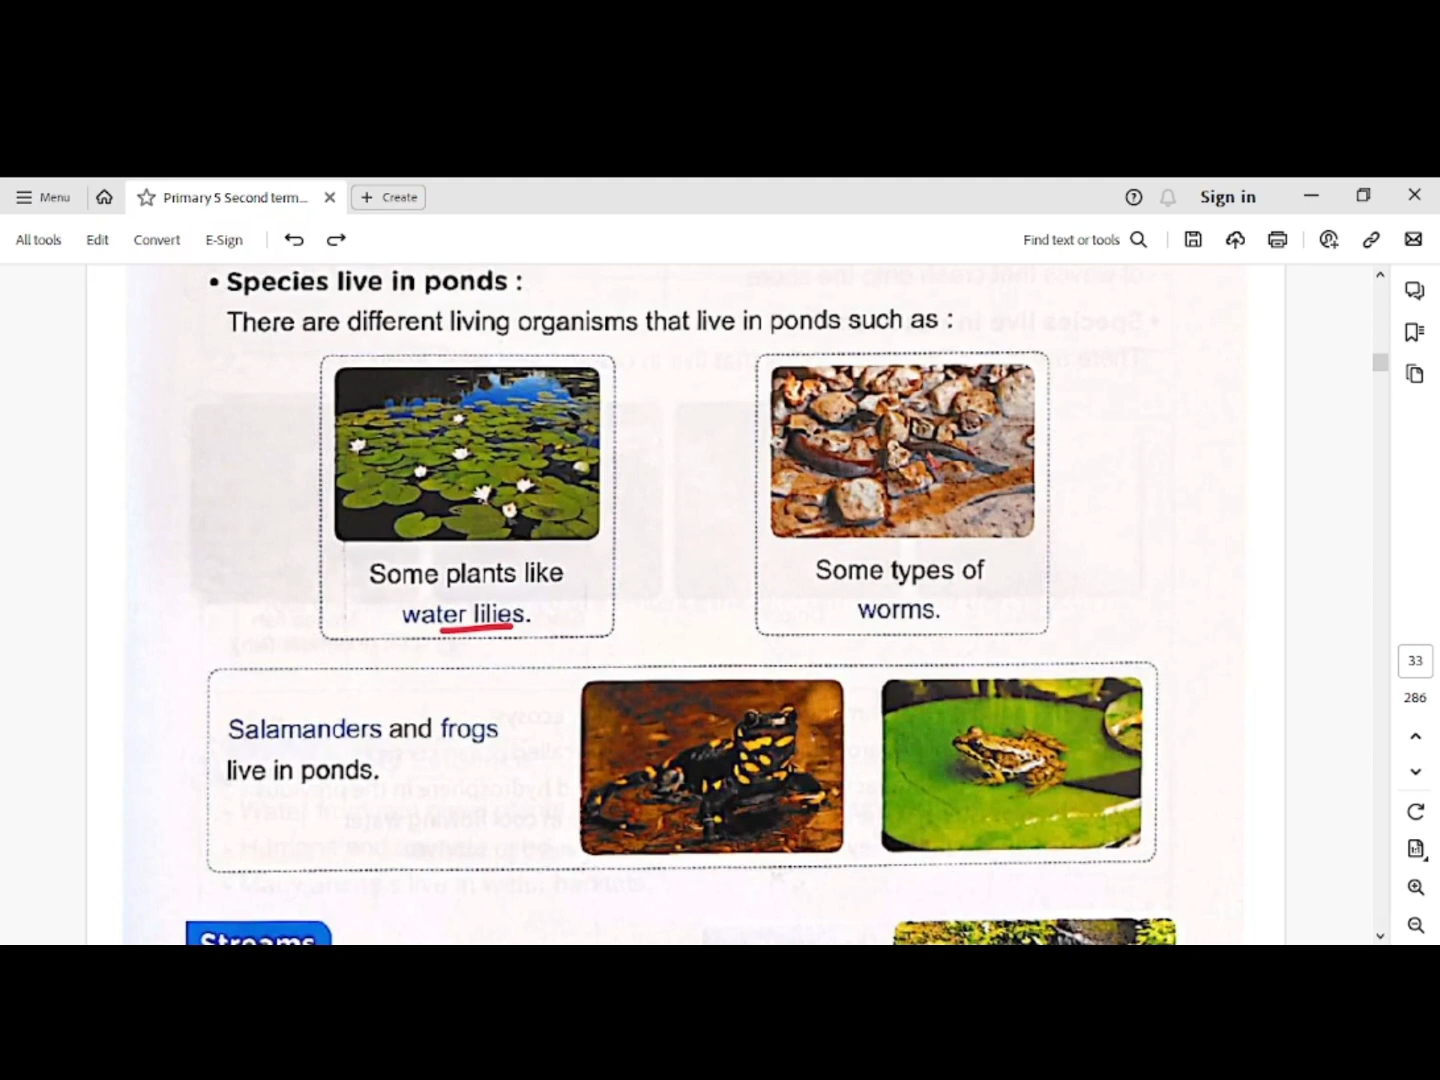 Menu
Primary 5 Second term...
Create
Sign in
All tools Edit Convert E-Sign
Find text or tools
• Species live in ponds :
There are different living organisms that live in ponds such as :
Some plants like
water lilies.
Some types of
worms.
Salamanders and frogs
live in ponds.
Streams
33
286